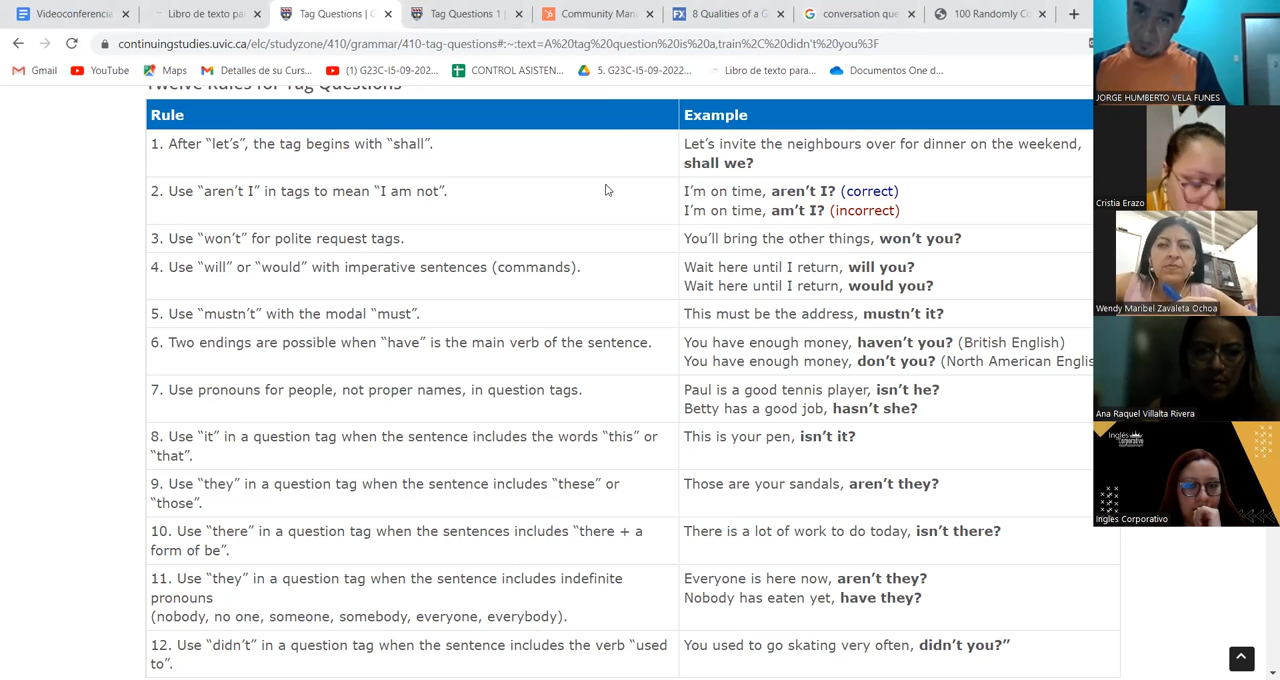 Videoconferencia
Libro de texto par
Tag Questions | G
Tag Questions 1 |
Community Man
8 Qualities of a G
conversation que
100 Randomly Co
continuingstudies.uvic.ca/elc/studyzone/410/grammar/410-tag-questions#:~:text=A%20tag%20question%20is%20a,train%2C%20didn't%20you%3F
Gmail
YouTube
Maps
Detalles de su Curs...
(1) G23C-I5-09-202...
CONTROL ASISTEN...
5. G23C-I5-09-2022...
Libro de texto para...
Documentos One d...
Twelve Rules for Tag Questions
Rule
Example
1. After “let’s”, the tag begins with “shall”.
Let’s invite the neighbours over for dinner on the weekend,
shall we?
2. Use “aren’t I” in tags to mean “I am not”.
I’m on time, aren’t I? (correct)
I’m on time, am’t I? (incorrect)
3. Use “won’t” for polite request tags.
You’ll bring the other things, won’t you?
4. Use “will” or “would” with imperative sentences (commands).
Wait here until I return, will you?
Wait here until I return, would you?
5. Use “mustn’t” with the modal “must”.
This must be the address, mustn’t it?
6. Two endings are possible when “have” is the main verb of the sentence.
You have enough money, haven’t you? (British English)
You have enough money, don’t you? (North American Englis
7. Use pronouns for people, not proper names, in question tags.
Paul is a good tennis player, isn’t he?
Betty has a good job, hasn’t she?
8. Use “it” in a question tag when the sentence includes the words “this” or
“that”.
This is your pen, isn’t it?
9. Use “they” in a question tag when the sentence includes “these” or
“those”.
Those are your sandals, aren’t they?
10. Use “there” in a question tag when the sentences includes “there + a
form of be”.
There is a lot of work to do today, isn’t there?
11. Use “they” in a question tag when the sentence includes indefinite
pronouns
(nobody, no one, someone, somebody, everyone, everybody).
Everyone is here now, aren’t they?
Nobody has eaten yet, have they?
12. Use “didn’t” in a question tag when the sentence includes the verb “used
to”.
You used to go skating very often, didn’t you?”
JORGE HUMBERTO VELA FUNES
Cristia Erazo
Wendy Maribel Zavaleta Ochoa
Ana Raquel Villalta Rivera
Inglés
Corporativo
Ingles Corporativo